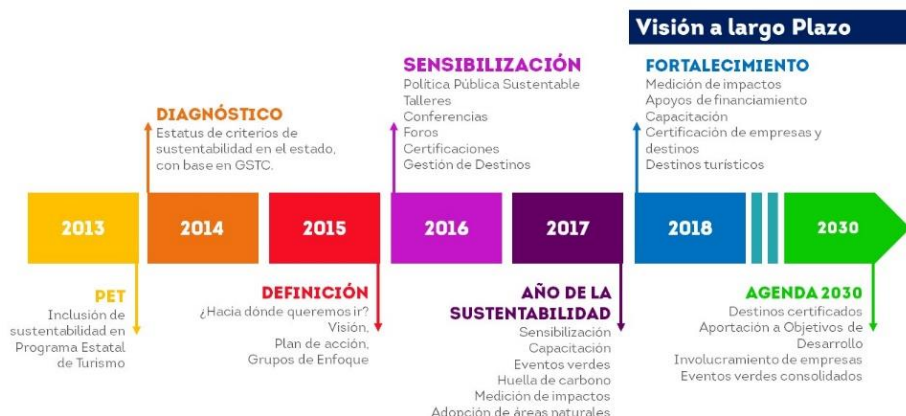 Visión a largo Plazo
SENSIBILIZACIÓN
Política Pública Sustentable
Talleres
Conferencias
Foros
Certificaciones
Gestión de Destinos
FORTALECIMIENTO
Medición de impactos
Apoyos de financiamiento
Capacitación
Certificación de empresas y
destinos
Destinos turísticos
DIAGNÓSTICO
Estatus de criterios de
sustentabilidad en el estado,
con base en GSTC.
2013
2014
2015
2016
2017
2018
2030
PET
Inclusión de
sustentabilidad en
Programa Estatal
de Turismo
DEFINICIÓN
¿Hacia dónde queremos ir?
Visión,
Plan de acción,
Grupos de Enfoque
AÑO DE LA
SUSTENTABILIDAD
Sensibilización
Capacitación
Eventos verdes
Huella de carbono
Medición de impactos
Adopción de áreas naturales
AGENDA 2030
Destinos certificados
Aportación a Objetivos de
Desarrollo
Involucramiento de empresas
Eventos verdes consolidados